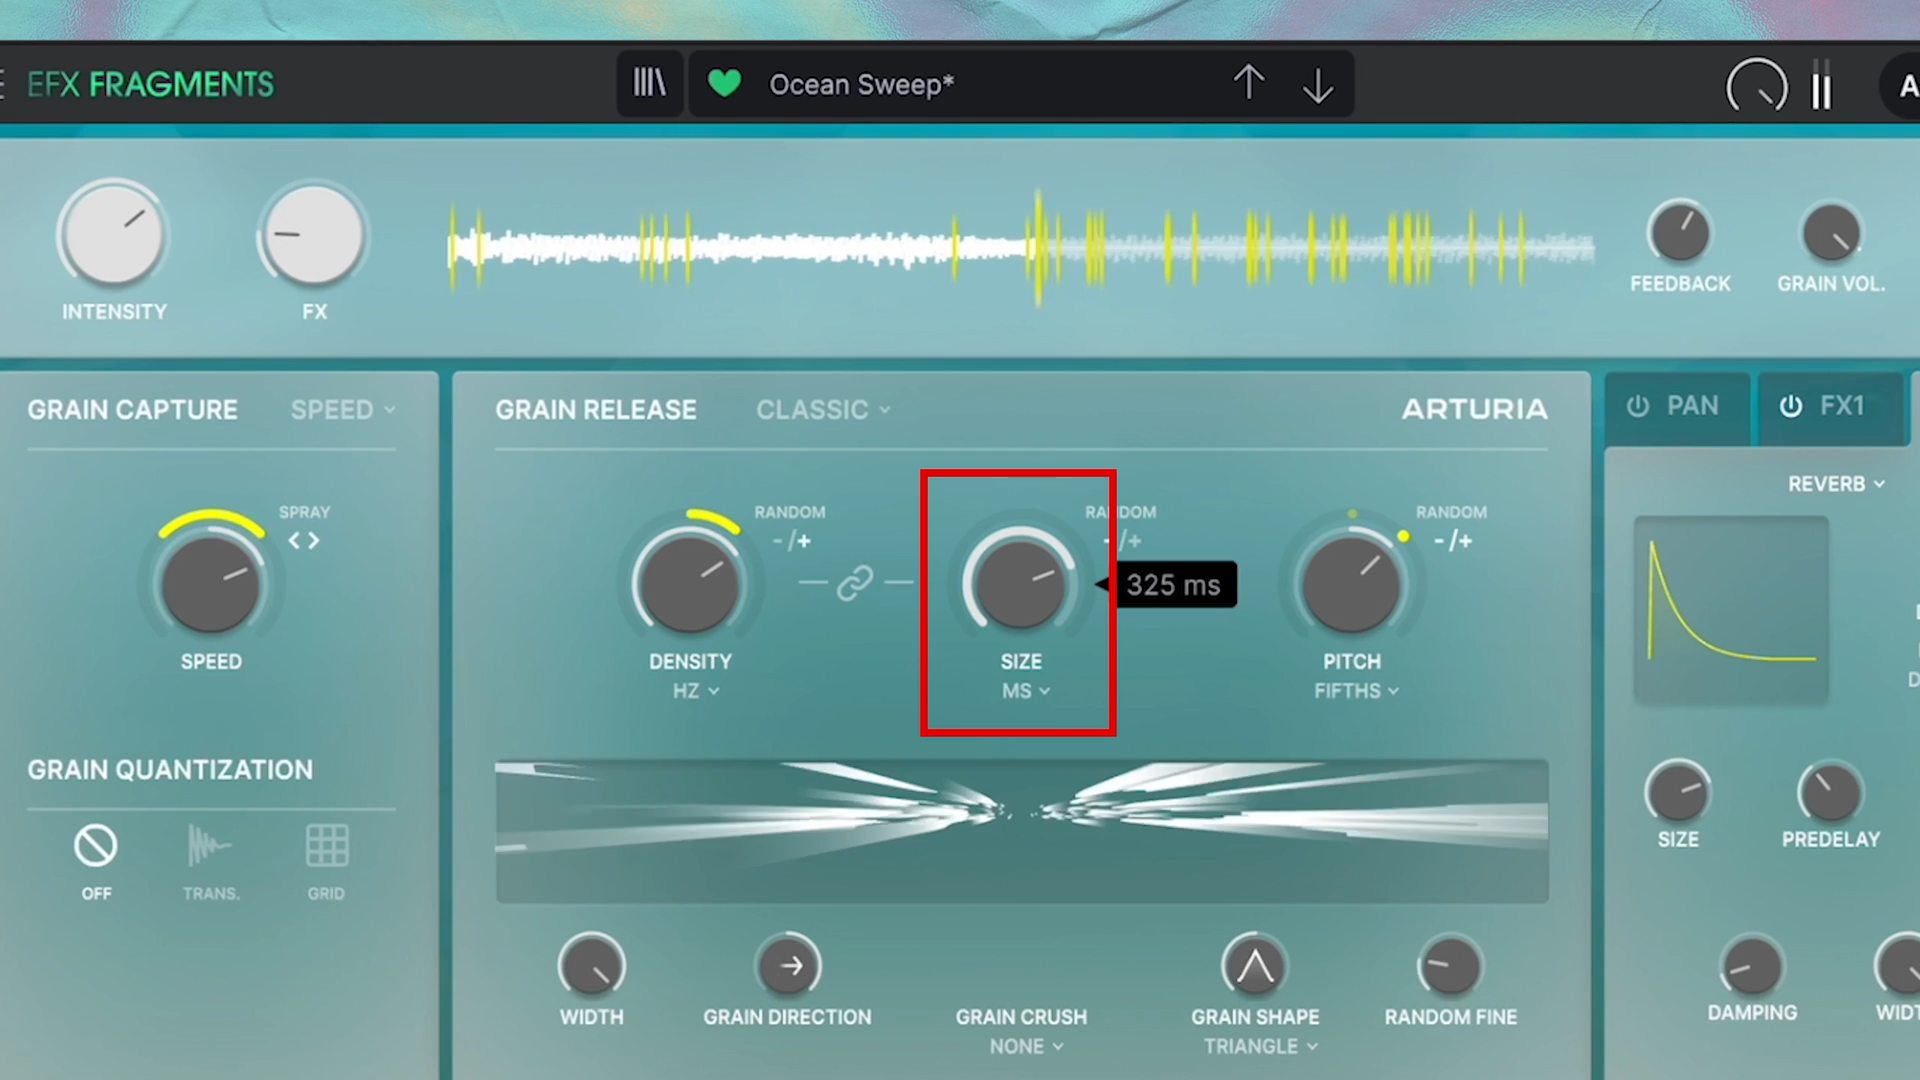 EFX FRAGMENTS
Ocean Sweep*
A
INTENSITY
FX
FEEDBACK
GRAIN VOL.
GRAIN CAPTURE
SPEED
GRAIN RELEASE
CLASSIC
ARTURIA
PAN
FX1
REVERB
SPRAY
< >
SPEED
RANDOM
- /+
DENSITY
HZ
RANDOM
- /+
325 ms
SIZE
MS
RANDOM
- /+
PITCH
FIFTHS
GRAIN QUANTIZATION
OFF
TRANS.
GRID
SIZE
PREDELAY
WIDTH
GRAIN DIRECTION
GRAIN CRUSH
NONE
GRAIN SHAPE
TRIANGLE
RANDOM FINE
DAMPING
WIDT